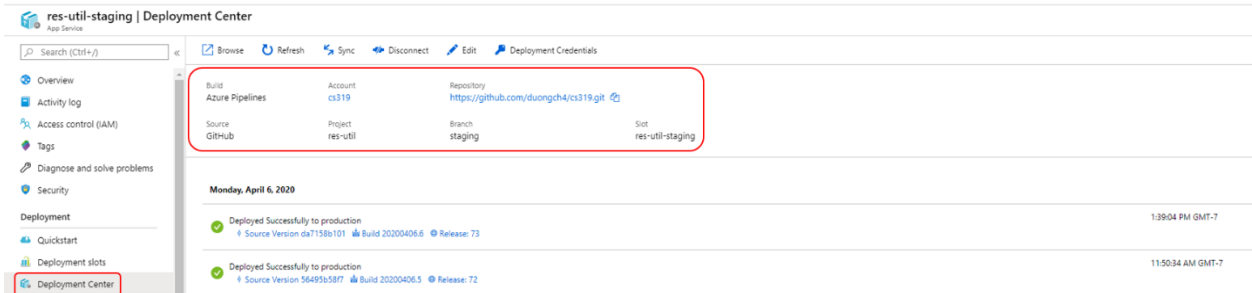 res-util-staging | Deployment Center
App Service
Search (Ctrl+/)
«
Overview
Activity log
Access control (IAM)
Tags
Diagnose and solve problems
Security
Deployment
Quickstart
Deployment slots
Deployment Center
Browse Refresh Sync Disconnect Edit Deployment Credentials
Build Account Repository
Azure Pipelines cs319 https://github.com/duongch4/cs319.git
Source Project Branch Slot
GitHub res-util staging res-util-staging
Monday, April 6, 2020
Deployed Successfully to production 1:39:04 PM GMT-7
Source Version da7158b101 Build 20200406.6 Release: 73
Deployed Successfully to production 11:50:34 AM GMT-7
Source Version 56495b58f7 Build 20200406.5 Release: 72